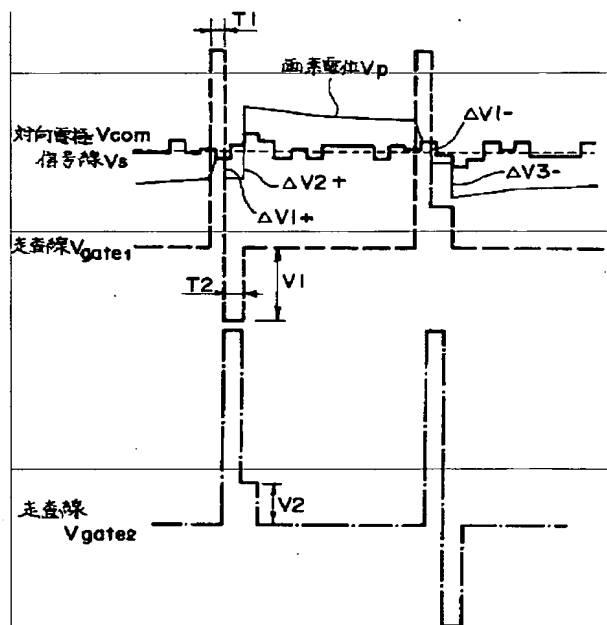 T1
画素電位Vp
対向電極Vcom
信号線Vs
ΔV1-
ΔV2+
ΔV3-
ΔV1+
走査線Vgate1
T2
V1
V2
走査線
Vgate2